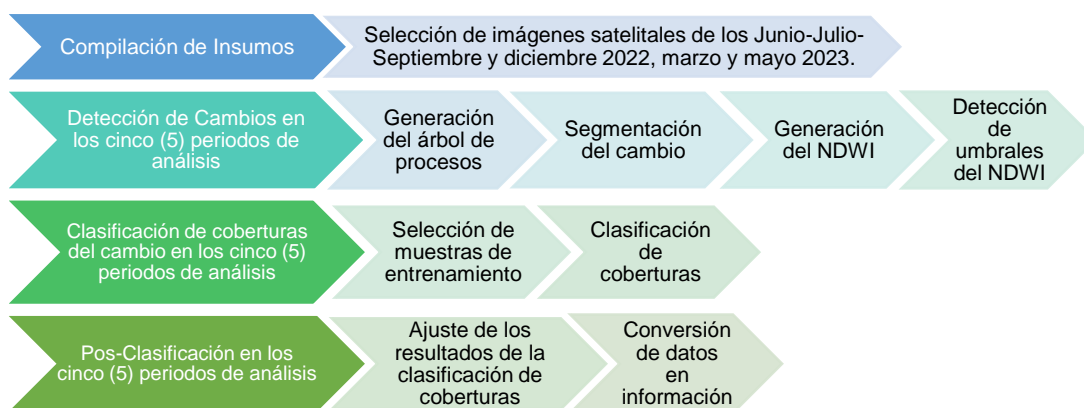 Compilación de Insumos
Selección de imágenes satelitales de los Junio-Julio-
Septiembre y diciembre 2022, marzo y mayo 2023.
Detección de Cambios en
los cinco (5) periodos de
análisis
Generación
del árbol de
procesos
Segmentación
del cambio
Generación
del NDWI
Detección
de
umbrales
del NDWI
Clasificación de coberturas
del cambio en los cinco (5)
periodos de análisis
Selección de
muestras de
entrenamiento
Clasificación
de
coberturas
Pos-Clasificación en los
cinco (5) periodos de análisis
Ajuste de los
resultados de la
clasificación de
coberturas
Conversión
de datos
en
información